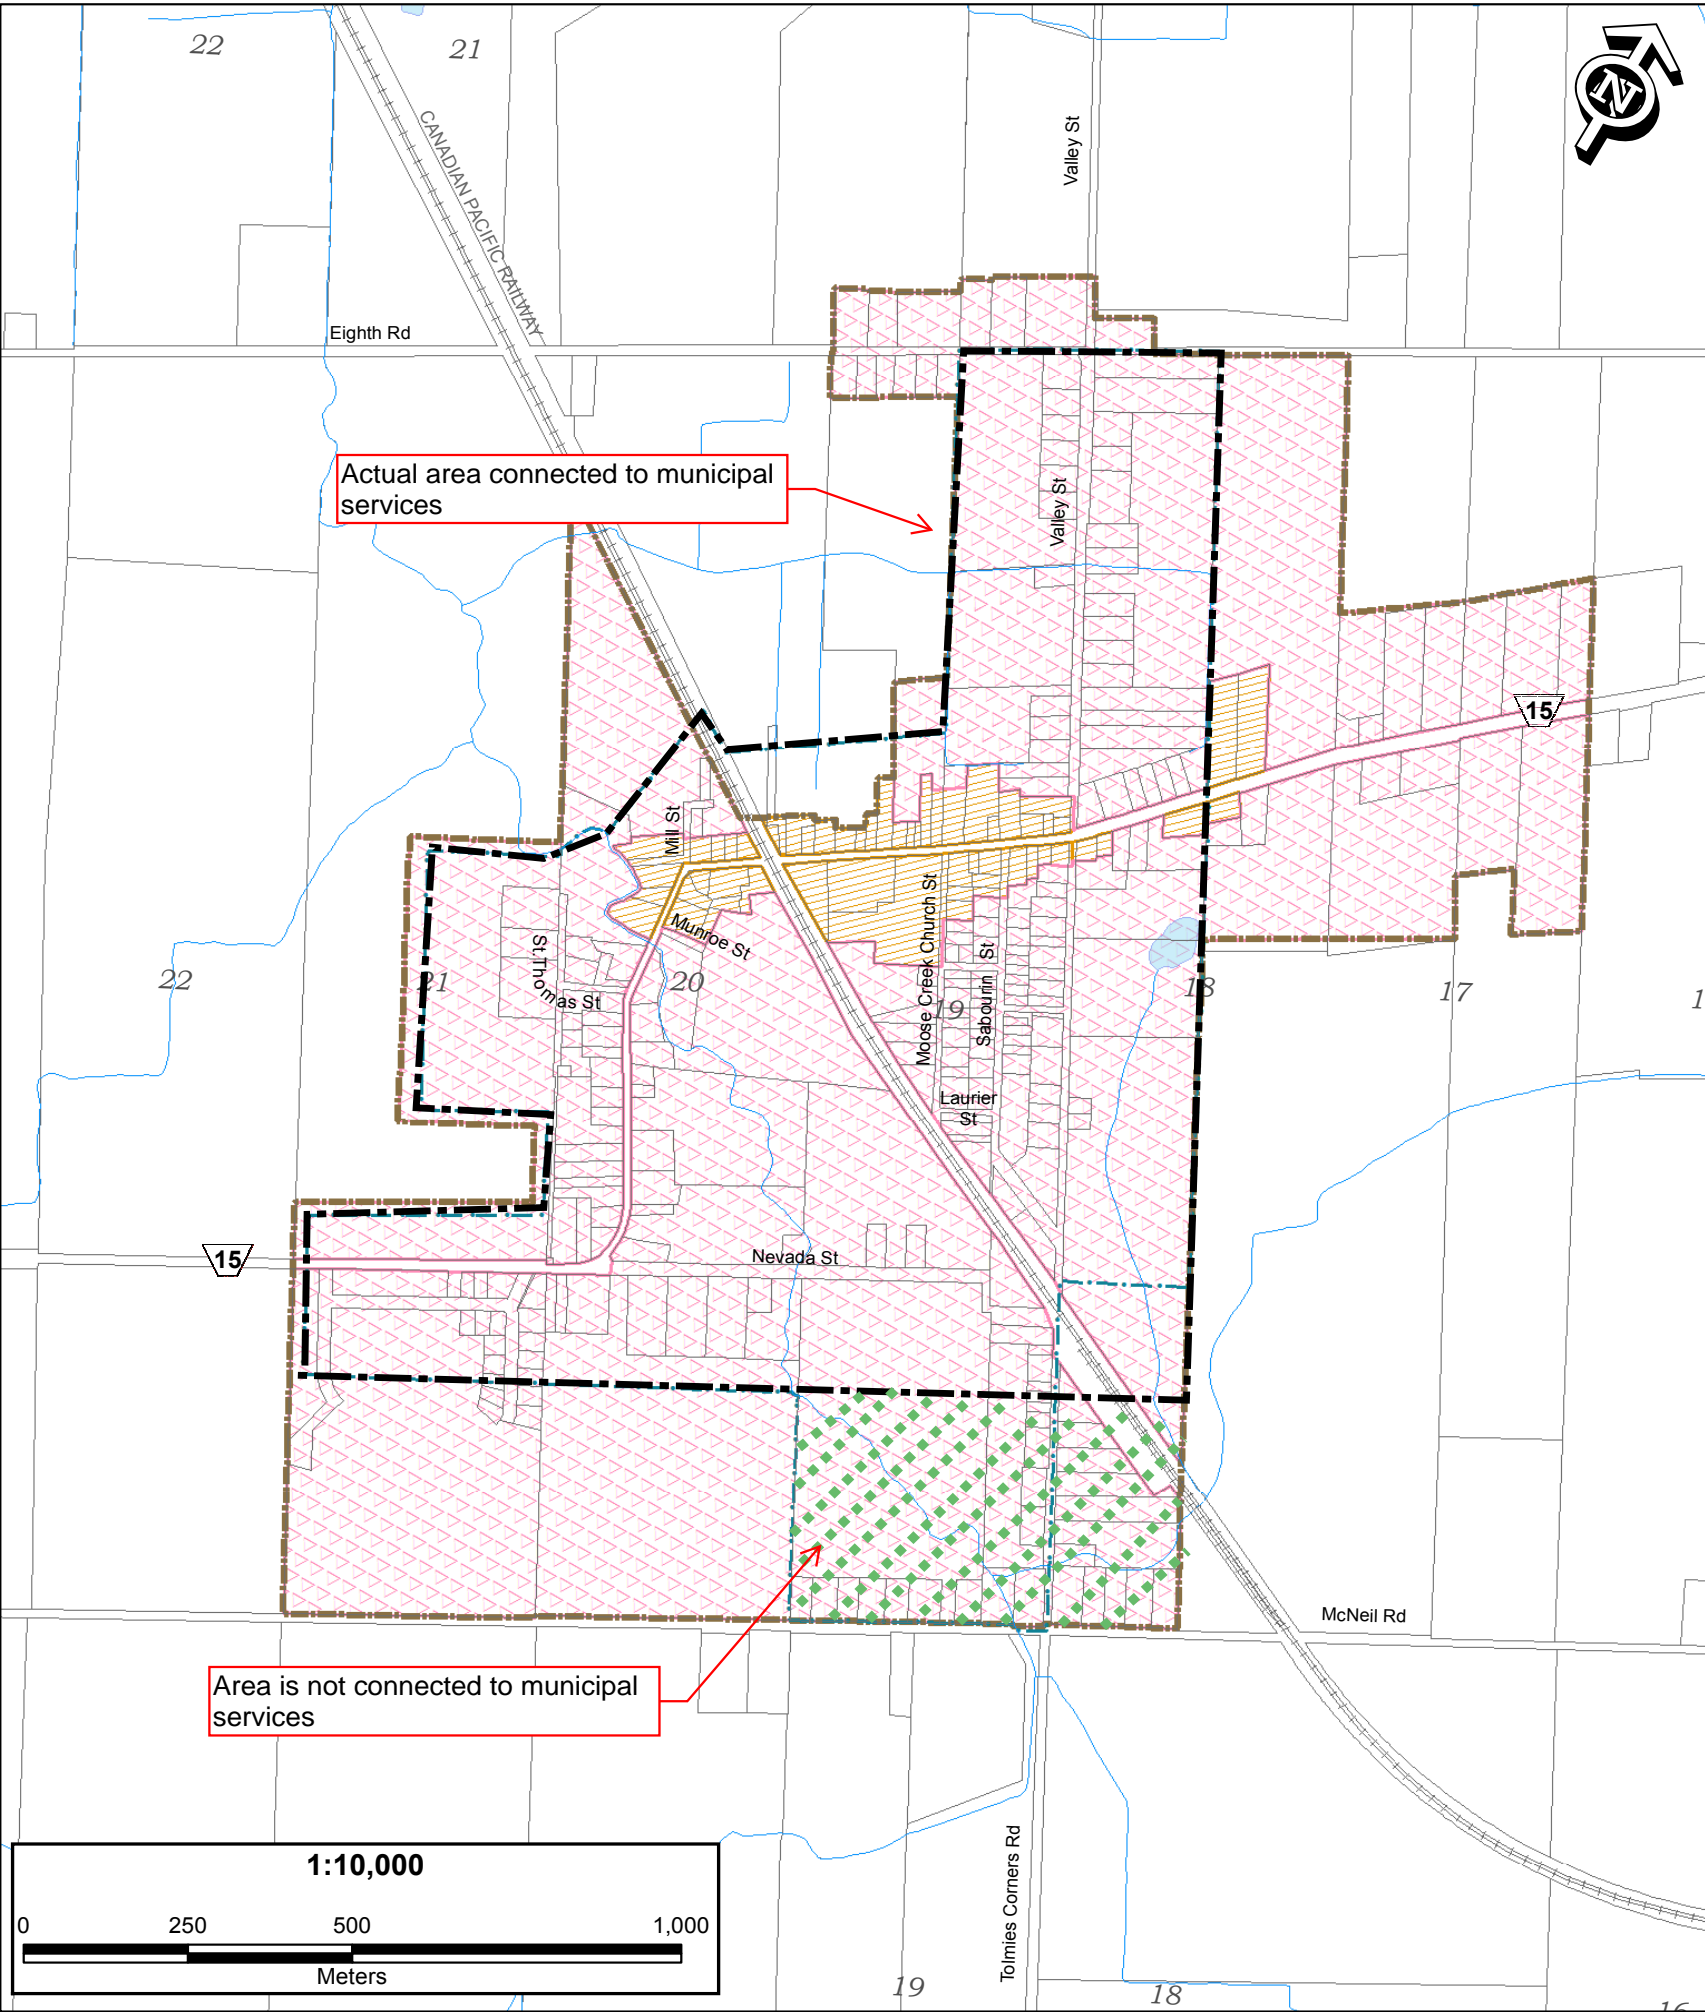 22
21
N
CANADIAN PACIFIC RAILWAY
Valley St
Eighth Rd
Actual area connected to municipal
services
Valley St
15
Mill St
Munroe St
Moose Creek Church St
St.Thomas St
Sabourin St
22
21
20
19
18
17
1
Laurier
St
15
Nevada St
McNeil Rd
Area is not connected to municipal
services
Tolmies Corners Rd
1:10,000
0 250 500 1,000
Meters
19
18
16